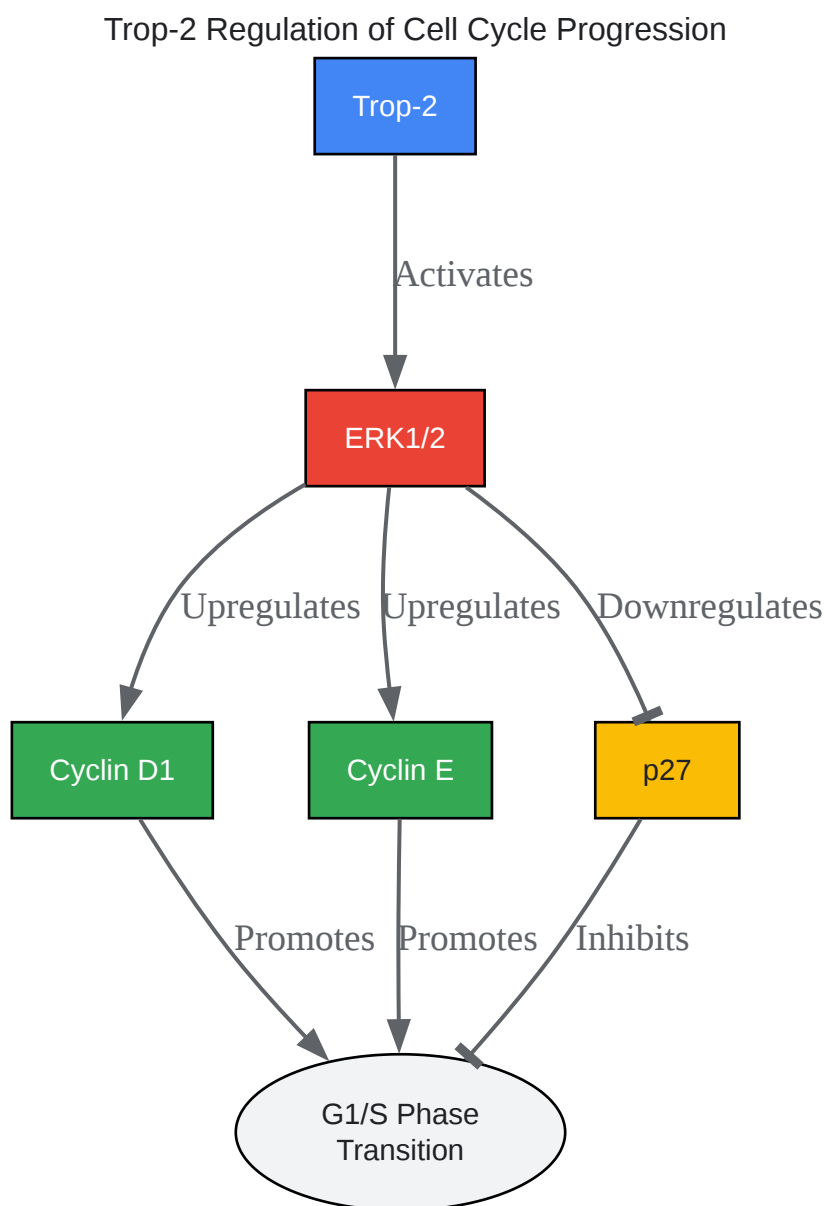 Trop-2 Regulation of Cell Cycle Progression
Trop-2
Activates
ERK1/2
Upregulates
Upregulates
Downregulates
Cyclin D1
Cyclin E
p27
Promotes
Promotes
Inhibits
G1/S Phase
Transition